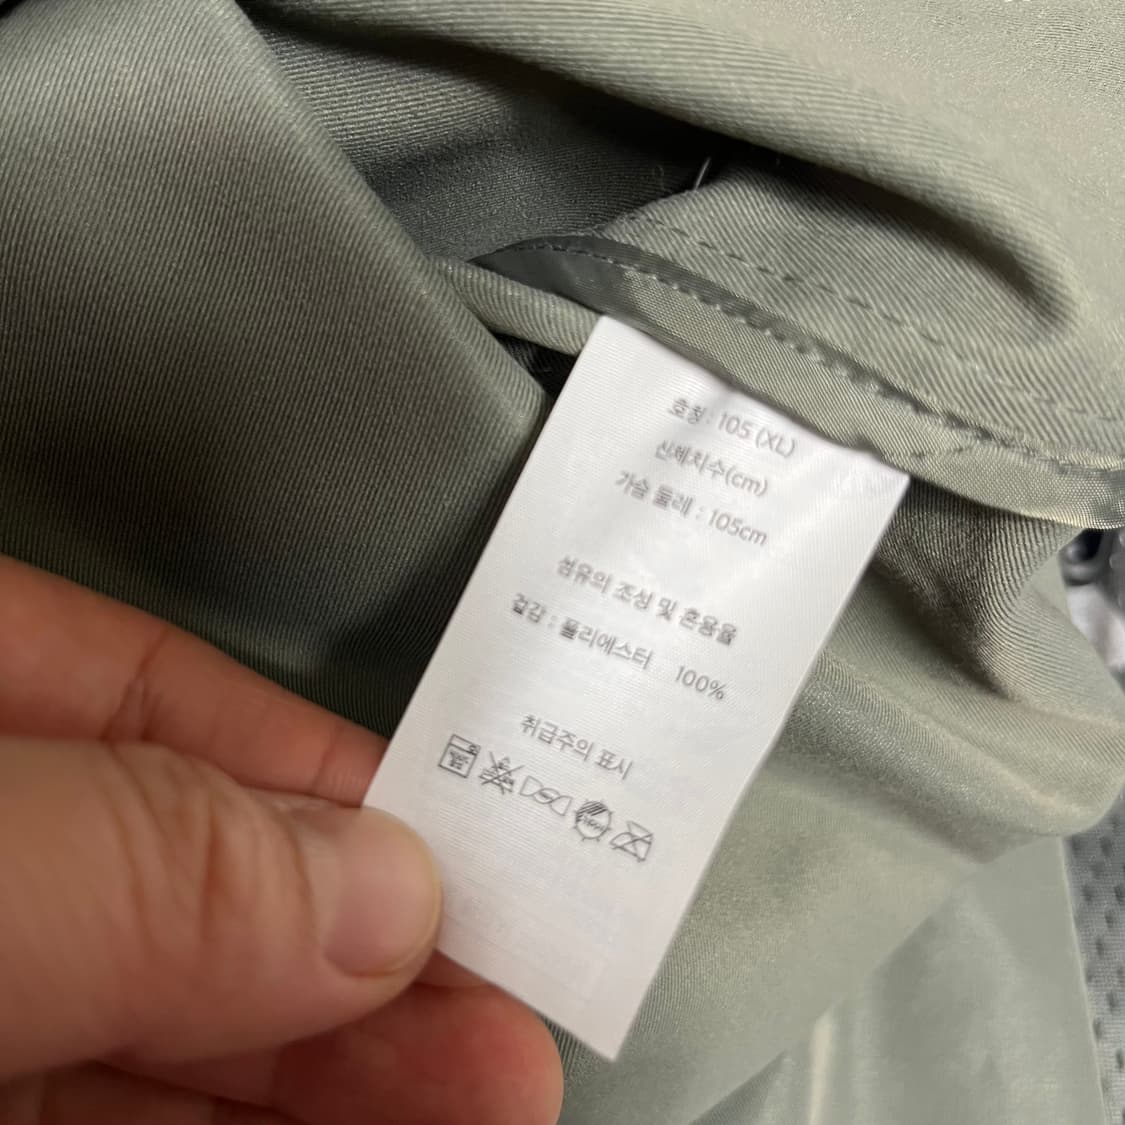 호칭 : 105 (XL)
신체치수(cm)
가슴 둘레 : 105cm
섬유의 조성 및 혼용율
겉감 : 폴리에스터 100%
취급주의 표시